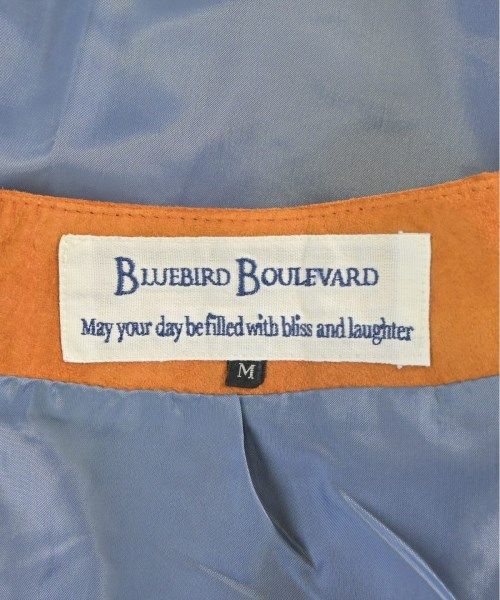 BLUEBIRD BOULEVARD
May your day be filled with bliss and laughter
M